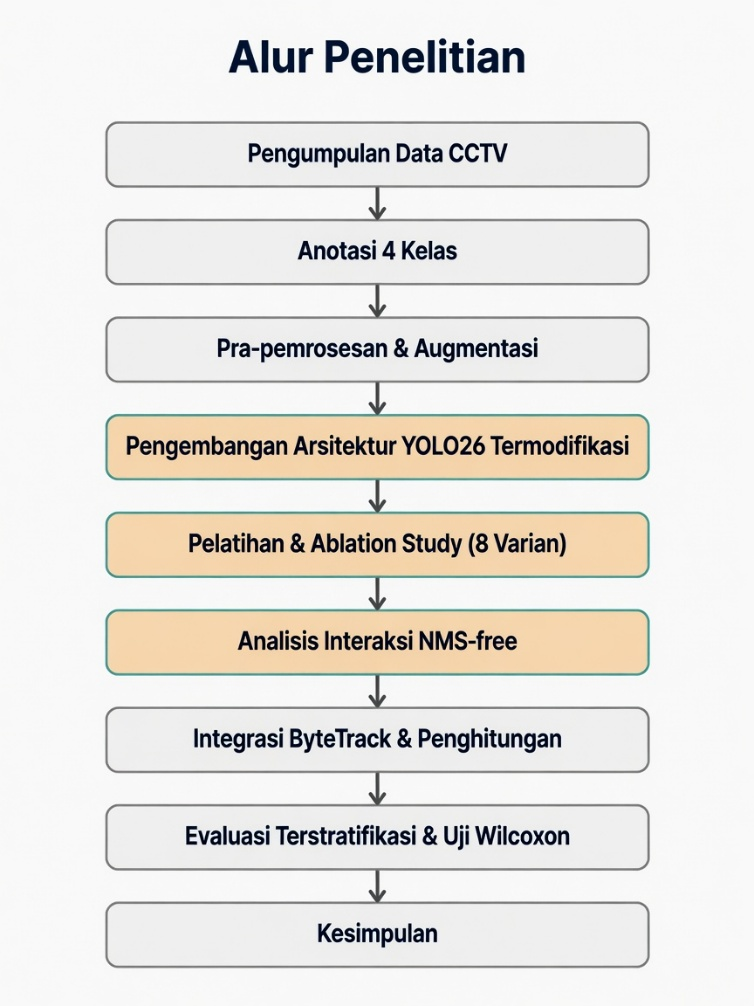 Alur Penelitian
Pengumpulan Data CCTV
Anotasi 4 Kelas
Pra-pemrosesan & Augmentasi
Pengembangan Arsitektur YOLO26 Termodifikasi
Pelatihan & Ablation Study (8 Varian)
Analisis Interaksi NMS-free
Integrasi ByteTrack & Penghitungan
Evaluasi Terstratifikasi & Uji Wilcoxon
Kesimpulan